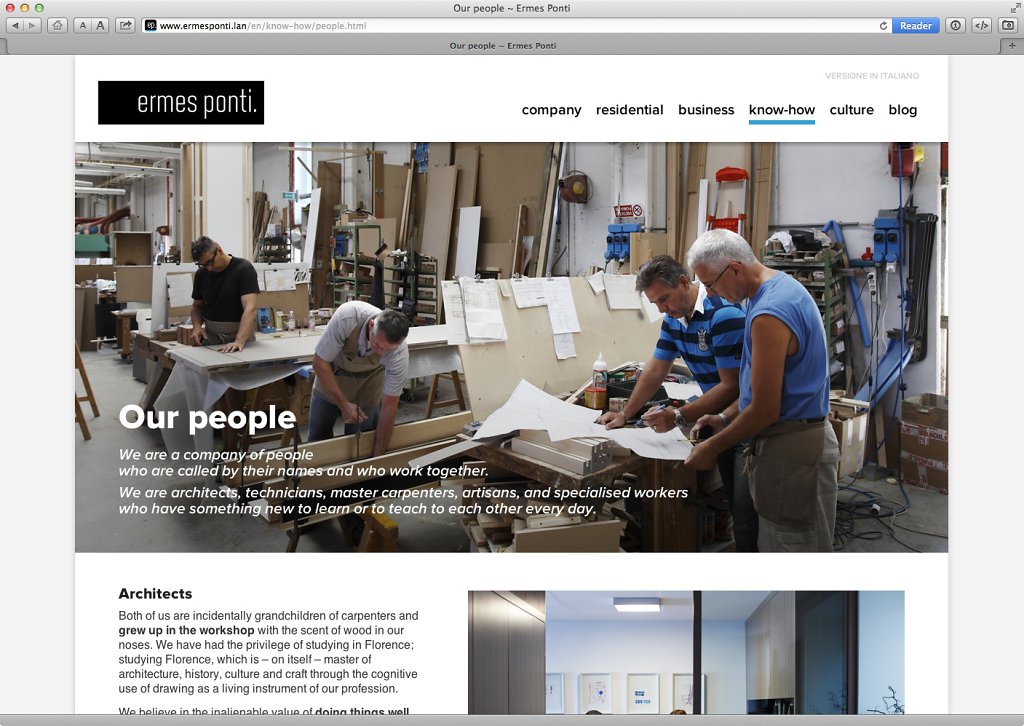 Our people ~ Ermes Ponti
A A
ep. www.ermesponti.lan/en/know-how/people.html
Reader
Our people ~ Ermes Ponti
VERSIONE IN ITALIANO
ermes ponti.
company residential business know-how culture blog
Our people
We are a company of people
who are called by their names and who work together.
We are architects, technicians, master carpenters, artisans, and specialised workers
who have something new to learn or to teach to each other every day.
Architects
Both of us are incidentally grandchildren of carpenters and
grew up in the workshop with the scent of wood in our
noses. We have had the privilege of studying in Florence;
studying Florence, which is – on itself – master of
architecture, history, culture and craft through the cognitive
use of drawing as a living instrument of our profession.
We believe in the inalienable value of doing things well